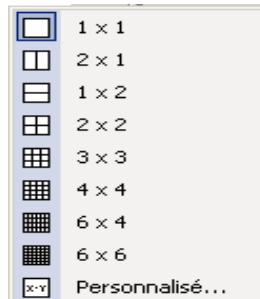 1 × 1
2 × 1
1 × 2
2 × 2
3 × 3
4 × 4
6 × 4
6 × 6
X-Y Personnalisé...